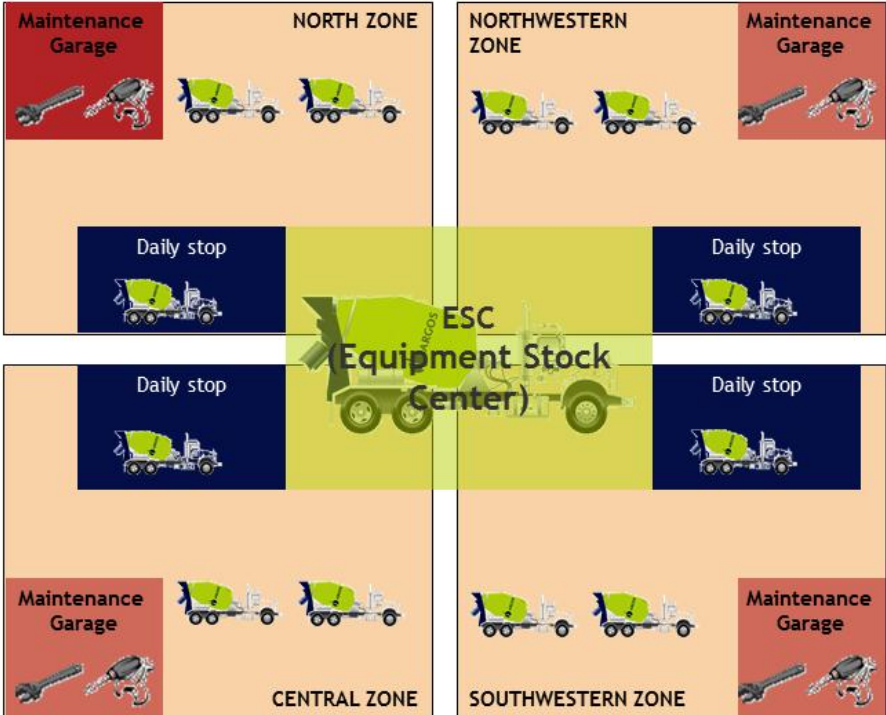 Maintenance
Garage
NORTH ZONE
NORTHWESTERN
ZONE
Maintenance
Garage
Daily stop
Daily stop
ARGOS
ESC
(Equipment Stock
Center)
Daily stop
Daily stop
Maintenance
Garage
CENTRAL ZONE
SOUTHWESTERN ZONE
Maintenance
Garage